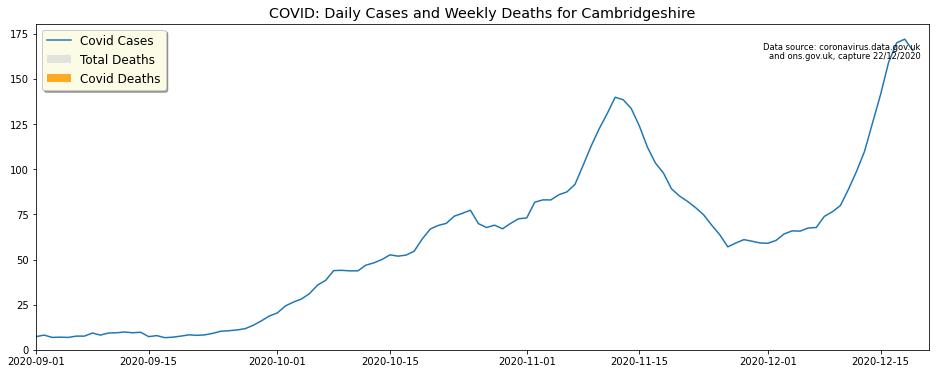 COVID: Daily Cases and Weekly Deaths for Cambridgeshire
Covid Cases
Total Deaths
Covid Deaths
Data source: coronavirus.data.gov.uk
and ons.gov.uk, capture 22/12/2020
175
150
125
100
75
50
25
0
2020-09-01 2020-09-15 2020-10-01 2020-10-15 2020-11-01 2020-11-15 2020-12-01 2020-12-15